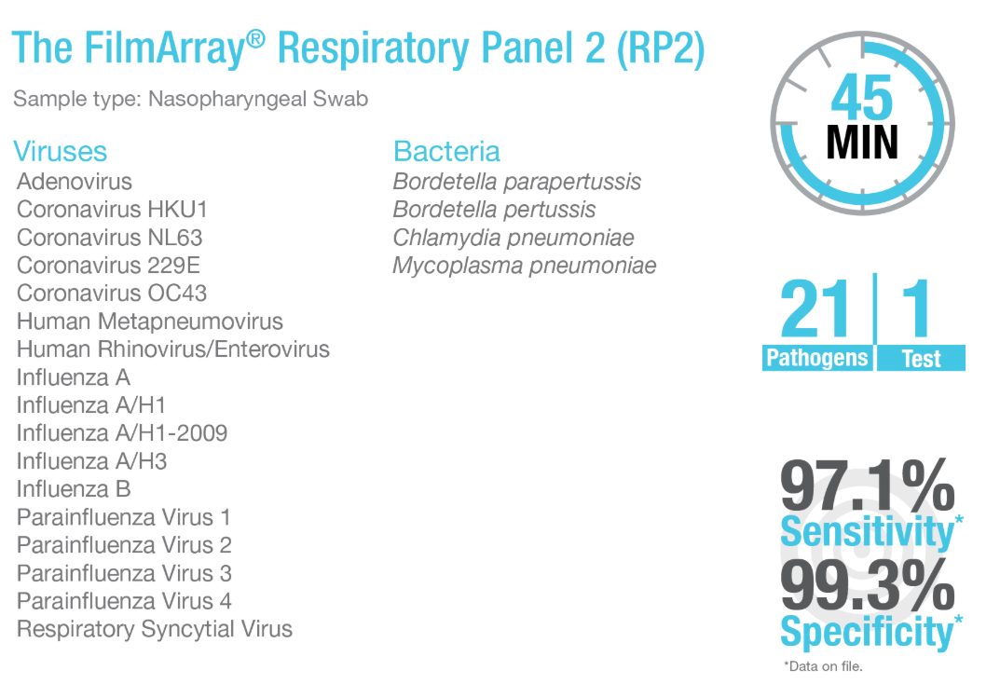 The FilmArray® Respiratory Panel 2 (RP2)
Sample type: Nasopharyngeal Swab
Viruses
Adenovirus
Coronavirus HKU1
Coronavirus NL63
Coronavirus 229E
Coronavirus OC43
Human Metapneumovirus
Human Rhinovirus/Enterovirus
Influenza A
Influenza A/H1
Influenza A/H1-2009
Influenza A/H3
Influenza B
Parainfluenza Virus 1
Parainfluenza Virus 2
Parainfluenza Virus 3
Parainfluenza Virus 4
Respiratory Syncytial Virus
Bacteria
Bordetella parapertussis
Bordetella pertussis
Chlamydia pneumoniae
Mycoplasma pneumoniae
45
MIN
21 1
Pathogens Test
97.1%
Sensitivity*
99.3%
Specificity*
*Data on file.